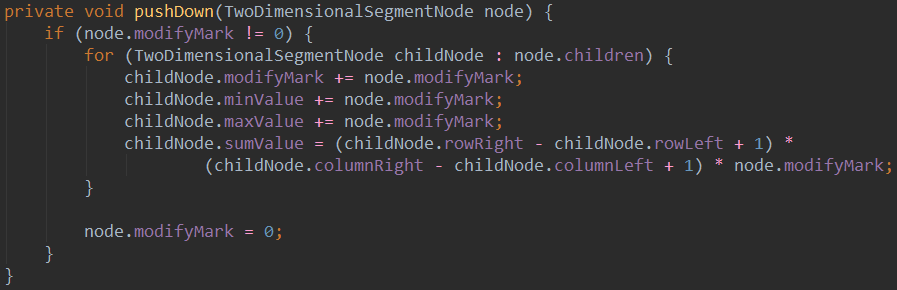 private void pushDown(TwoDimensionalSegmentNode node) {
    if (node.modifyMark != 0) {
        for (TwoDimensionalSegmentNode childNode : node.children) {
            childNode.modifyMark += node.modifyMark;
            childNode.minValue += node.modifyMark;
            childNode.maxValue += node.modifyMark;
            childNode.sumValue = (childNode.rowRight - childNode.rowLeft + 1) *
                    (childNode.columnRight - childNode.columnLeft + 1) * node.modifyMark;
        }

        node.modifyMark = 0;
    }
}